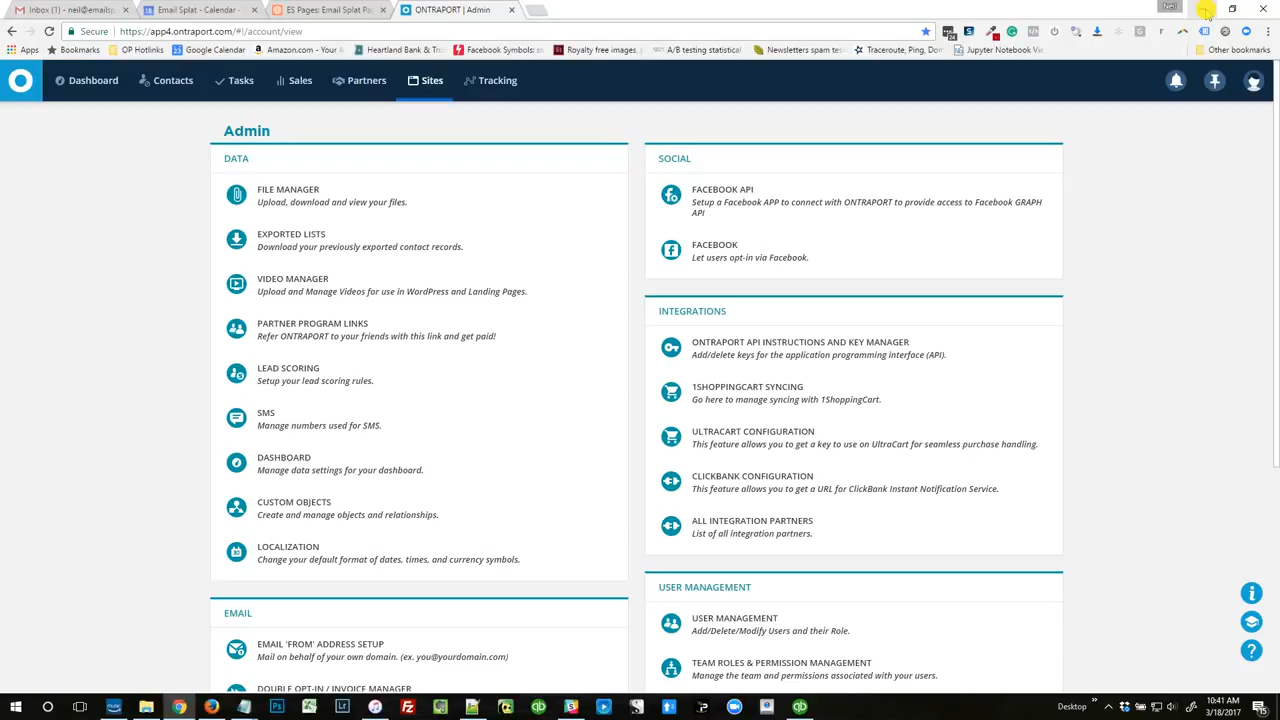 Inbox (1) - neil@emailsp
Email Splat - Calendar -
ES Pages: Email Splat Pa
ONTRAPORT | Admin
Neil
Secure
https://app4.ontraport.com/#!/account/view
Apps
OP Hotlinks
Google Calendar
Amazon.com - Online
Heartland Bank & Tr
Facebook Symbols: s
Royalty free images,
A/B testing statistical
Newsletters spam te
Traceroute, Ping, Do
Jupyter Notebook Vie
Other bookmarks
Dashboard
Contacts
Tasks
Sales
Partners
Sites
Tracking
Admin
DATA
FILE MANAGER
Upload, download and view your files.
EXPORTED LISTS
Download your previously exported contact records.
VIDEO MANAGER
Upload and Manage Videos for use in WordPress and Landing Pages.
PARTNER PROGRAM LINKS
Refer ONTRAPORT to your friends with this link and get paid!
LEAD SCORING
Setup your lead scoring rules.
SMS
Manage numbers used for SMS.
DASHBOARD
Manage data settings for your dashboard.
CUSTOM OBJECTS
Create and manage objects and relationships.
LOCALIZATION
Change your default format of dates, times, and currency symbols.
EMAIL
EMAIL 'FROM' ADDRESS SETUP
Mail on behalf of your own domain. (ex. you@yourdomain.com)
DOUBLE OPT-IN / INVOICE MANAGER
SOCIAL
FACEBOOK API
Setup a Facebook APP to connect with ONTRAPORT to provide access to Facebook GRAPH
API
FACEBOOK
Let users opt-in via Facebook.
INTEGRATIONS
ONTRAPORT API INSTRUCTIONS AND KEY MANAGER
Add/delete keys for the application programming interface (API).
1SHOPPINGCART SYNCING
Go here to manage syncing with 1ShoppingCart.
ULTRACART CONFIGURATION
This feature allows you to get a key to use on UltraCart for seamless purchase handling.
CLICKBANK CONFIGURATION
This feature allows you to get a URL for ClickBank Instant Notification Service.
ALL INTEGRATION PARTNERS
List of all integration partners.
USER MANAGEMENT
USER MANAGEMENT
Add/Delete/Modify Users and their Role.
TEAM ROLES & PERMISSION MANAGEMENT
Manage the team and permissions associated with your users.
Desktop
10:41 AM
3/18/2017